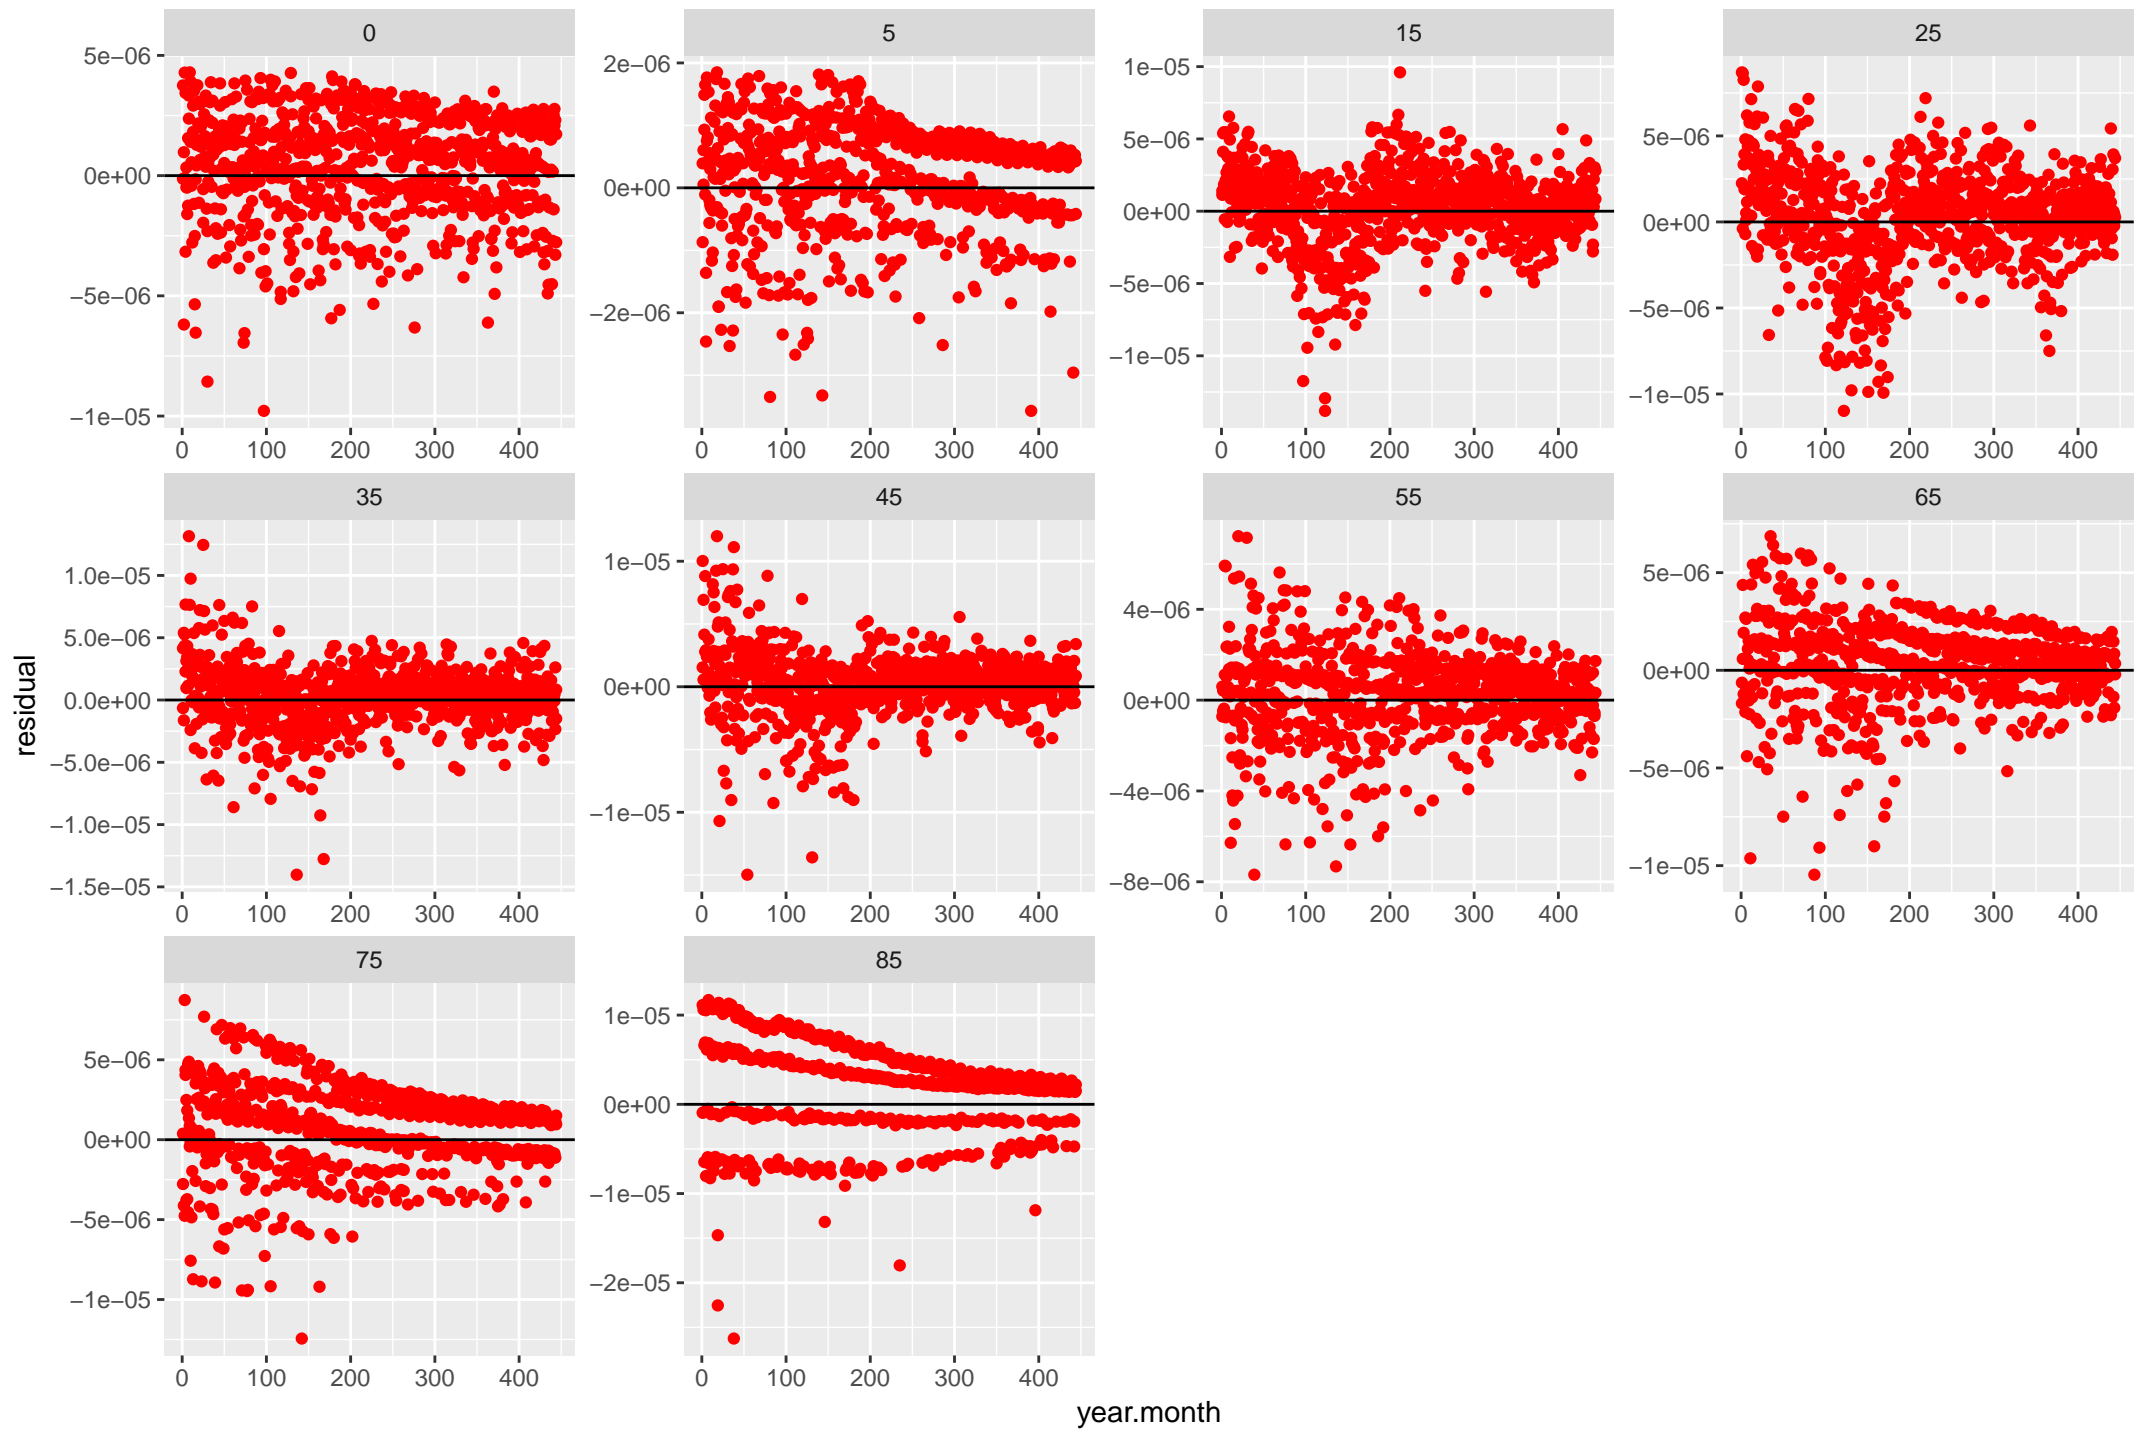 0 5 15 25
5e−06 2e−06 1e−05 5e−06
0e+00 0e+00 5e−06 0e+00
−5e−06 −2e−06 0e+00 −5e−06
−1e−05 −5e−06 −1e−05
−1e−05
0 100 200 300 400 0 100 200 300 400 0 100 200 300 400 0 100 200 300 400
35 45 55 65
1.0e−05 1e−05 4e−06 5e−06
5.0e−06 0e+00 0e+00 0e+00
0.0e+00 −1e−05 −4e−06 −5e−06
−5.0e−06 −8e−06 −1e−05
−1.0e−05
−1.5e−05
0 100 200 300 400 0 100 200 300 400 0 100 200 300 400 0 100 200 300 400
residual
75 85
5e−06 1e−05
0e+00 0e+00
−5e−06 −1e−05
−1e−05 −2e−05
0 100 200 300 400 0 100 200 300 400
year.month